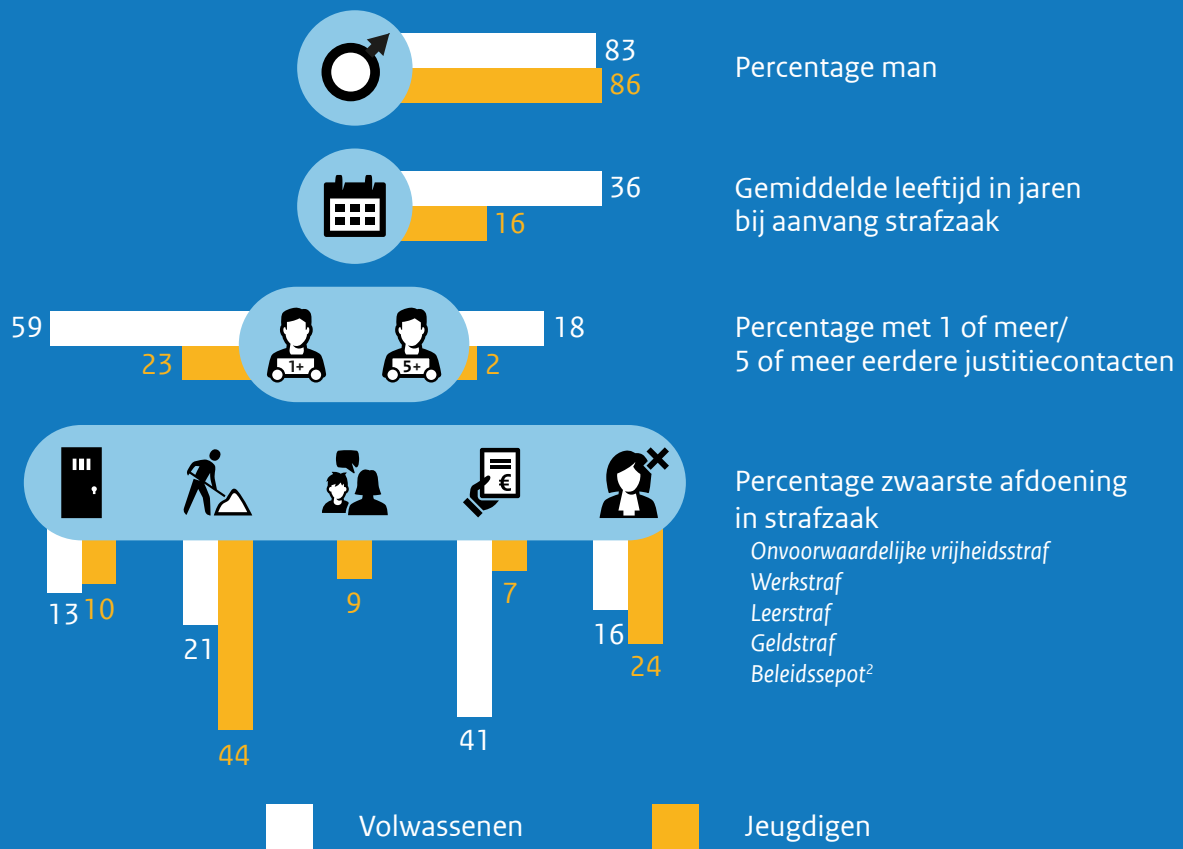 83
86
Percentage man
36
16
Gemiddelde leeftijd in jaren
bij aanvang strafzaak
59
23
1+
5+
18
2
Percentage met 1 of meer/
5 of meer eerdere justitiecontacten
€
Percentage zwaarste afdoening
in strafzaak
Onvoorwaardelijke vrijheidsstraf
Werkstraf
Leerstraf
Geldstraf
Beleidssepot²
13
10
21
44
9
41
7
16
24
Volwassenen
Jeugdigen